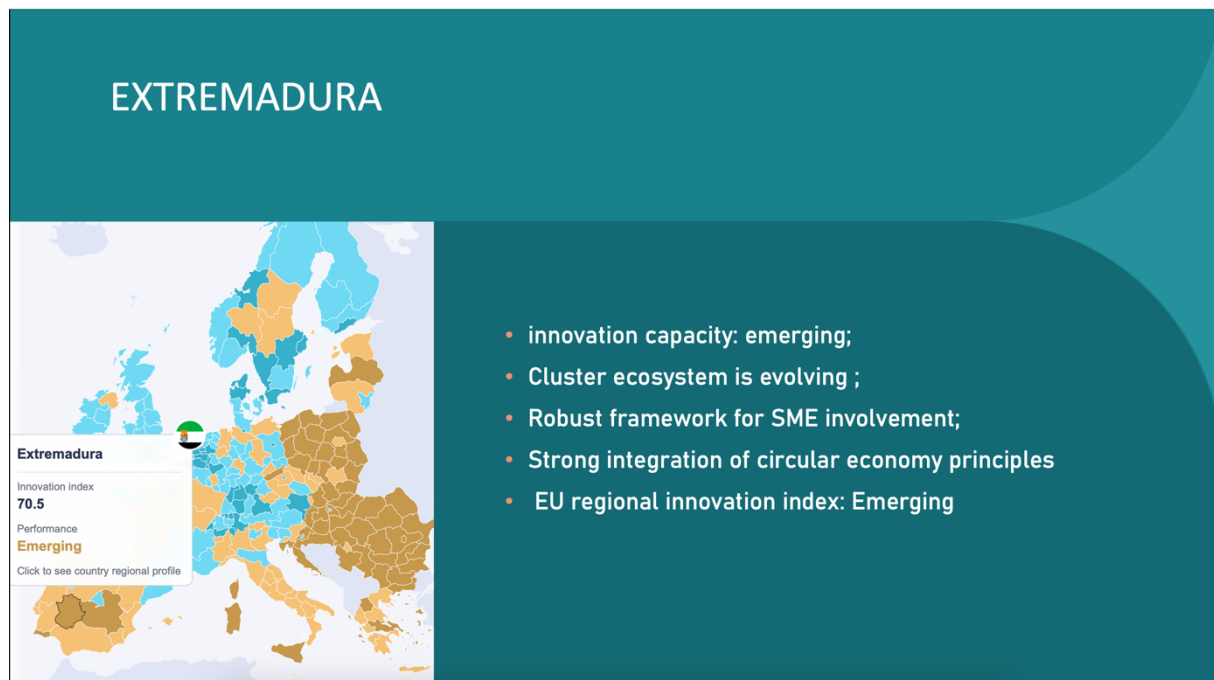 EXTREMADURA
Extremadura
Innovation index
70.5
Performance
Emerging
Click to see country regional profile
• innovation capacity: emerging;
• Cluster ecosystem is evolving ;
• Robust framework for SME involvement;
• Strong integration of circular economy principles
• EU regional innovation index: Emerging